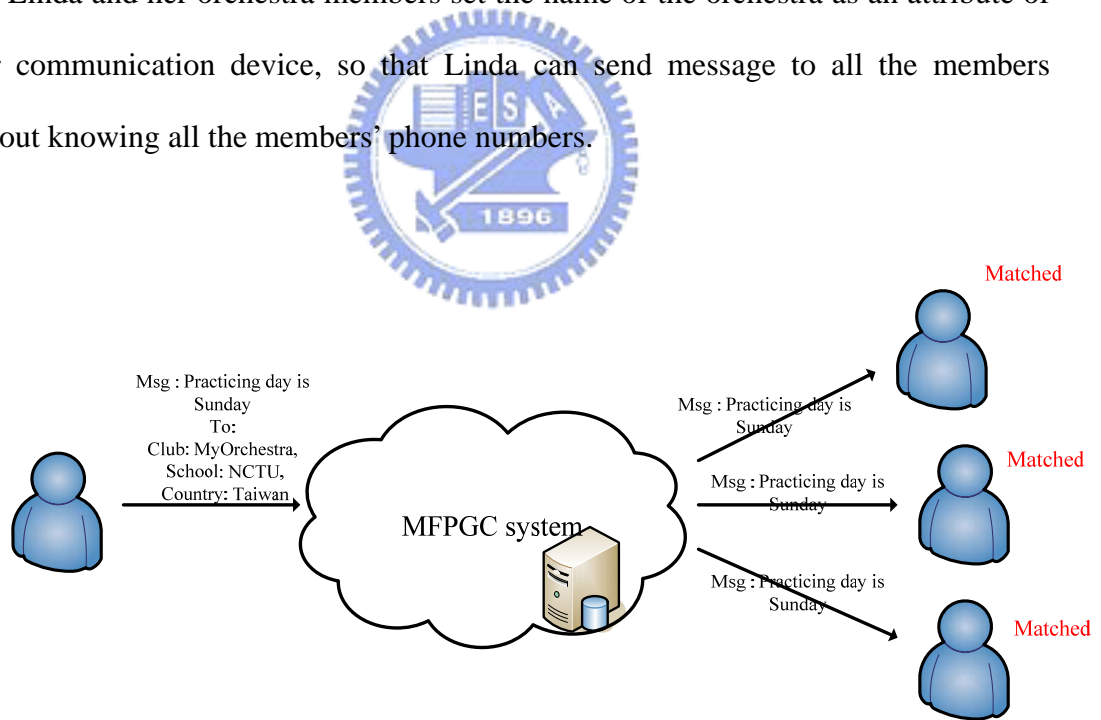 Linda and her orchestra members set the name of the orchestra as an attribute of
communication device, so that Linda can send message to all the members
out knowing all the members' phone numbers.
ESA
1896
Matched
Msg : Practicing day is
Sunday
To:
Club: MyOrchestra,
School: NCTU,
Country: Taiwan
MFPGC system
Msg : Practicing day is
Sunday
Matched
Msg : Practicing day is
Sunday
Msg : Practicing day is
Sunday
Matched